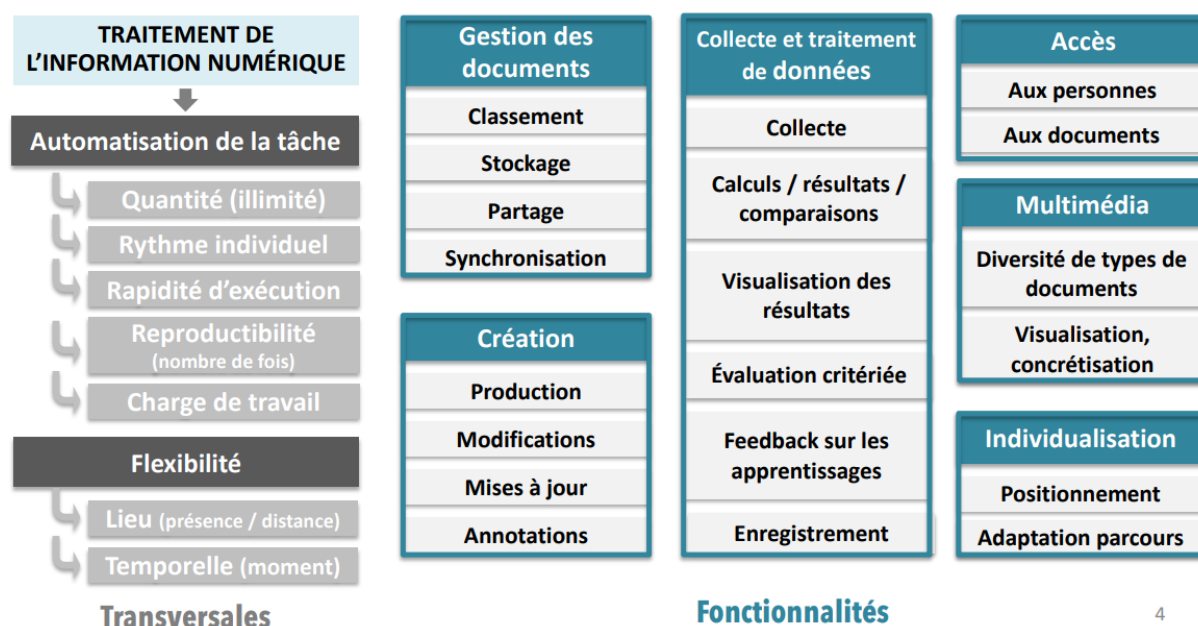 TRAITEMENT DE
L'INFORMATION NUMÉRIQUE
Automatisation de la tâche
Quantité (illimité)
Rythme individuel
Rapidité d'exécution
Reproductibilité
(nombre de fois)
Charge de travail
Flexibilité
Lieu (présence / distance)
Temporelle (moment)
Transversales
Gestion des
documents
Classement
Stockage
Partage
Synchronisation
Création
Production
Modifications
Mises à jour
Annotations
Collecte et traitement
de données
Collecte
Calculs / résultats /
comparaisons
Visualisation des
résultats
Évaluation critériée
Feedback sur les
apprentissages
Enregistrement
Accès
Aux personnes
Aux documents
Multimédia
Diversité de types de
documents
Visualisation,
concrétisation
Individualisation
Positionnement
Adaptation parcours
Fonctionnalités
4